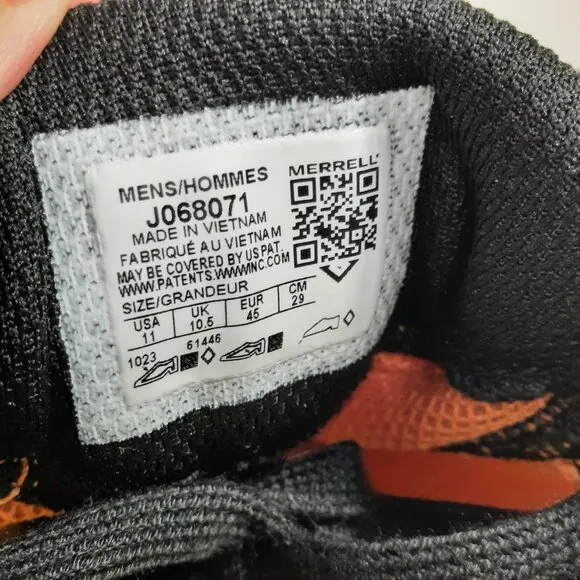 MERRELL
MENS/HOMMES
J068071
MADE IN VIETNAM
FABRIQUÉ AU VIETNAM
MAY BE COVERED BY US PAT.
WWW.PATENTS.WWWINC.COM
SIZE/GRANDEUR
USA UK EUR CM
11 10.5 45 29
1023 61446